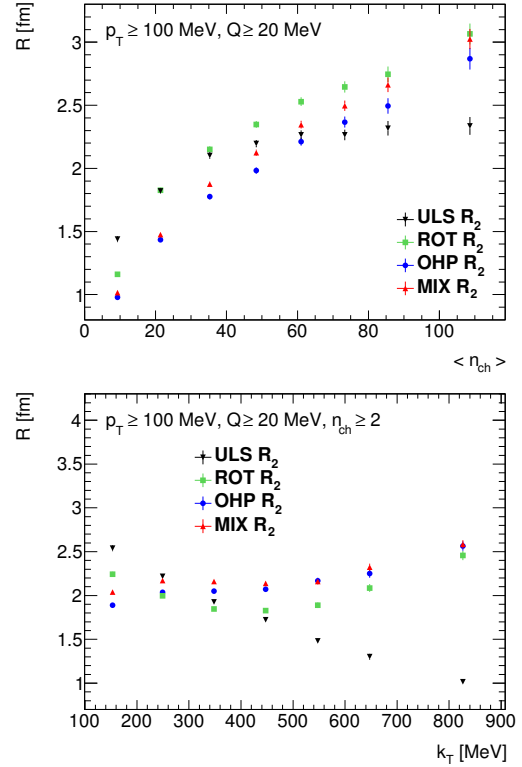 R [fm]
p_T ≥ 100 MeV, Q ≥ 20 MeV
3
2.5
2
1.5
1
ULS R_2
ROT R_2
OHP R_2
MIX R_2
0 20 40 60 80 100
< n_ch >
R [fm]
p_T ≥ 100 MeV, Q ≥ 20 MeV, n_ch ≥ 2
4
3.5
3
2.5
2
1.5
1
ULS R_2
ROT R_2
OHP R_2
MIX R_2
100 200 300 400 500 600 700 800 900
k_T [MeV]